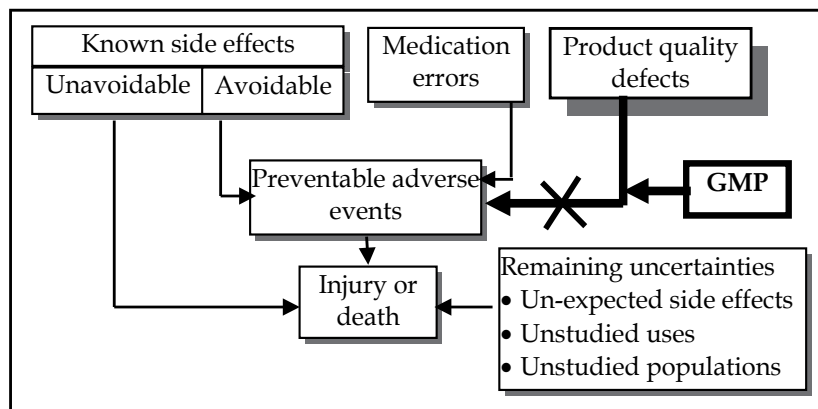 Known side effects
Unavoidable
Avoidable
Medication
errors
Product quality
defects
Preventable adverse
events
GMP
Injury or
death
Remaining uncertainties
• Un-expected side effects
• Unstudied uses
• Unstudied populations